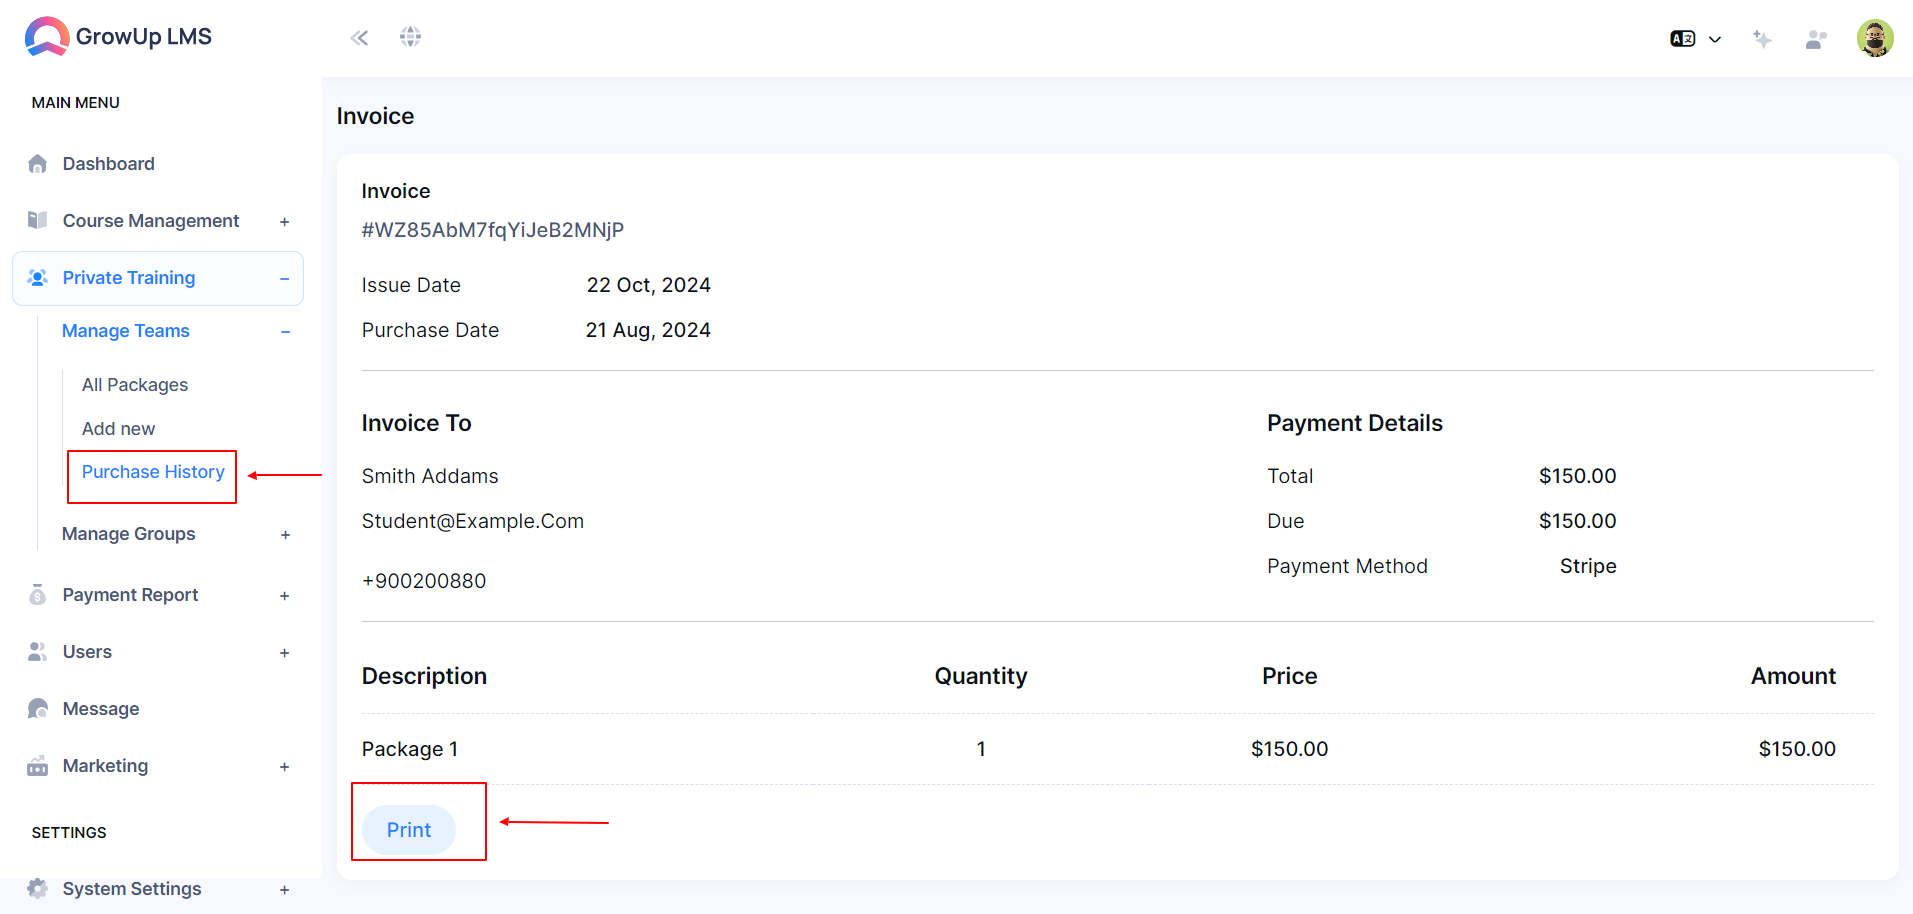 GrowUp LMS
MAIN MENU
Dashboard
Course Management +
Private Training −
Manage Teams −
All Packages
Add new
Purchase History
Manage Groups +
Payment Report +
Users +
Message
Marketing +
SETTINGS
System Settings +
Invoice
Invoice
#WZ85AbM7fqYiJeB2MNjP
Issue Date 22 Oct, 2024
Purchase Date 21 Aug, 2024
Invoice To
Smith Addams
Student@Example.Com
+900200880
Payment Details
Total $150.00
Due $150.00
Payment Method Stripe
Description Quantity Price Amount
Package 1 1 $150.00 $150.00
Print